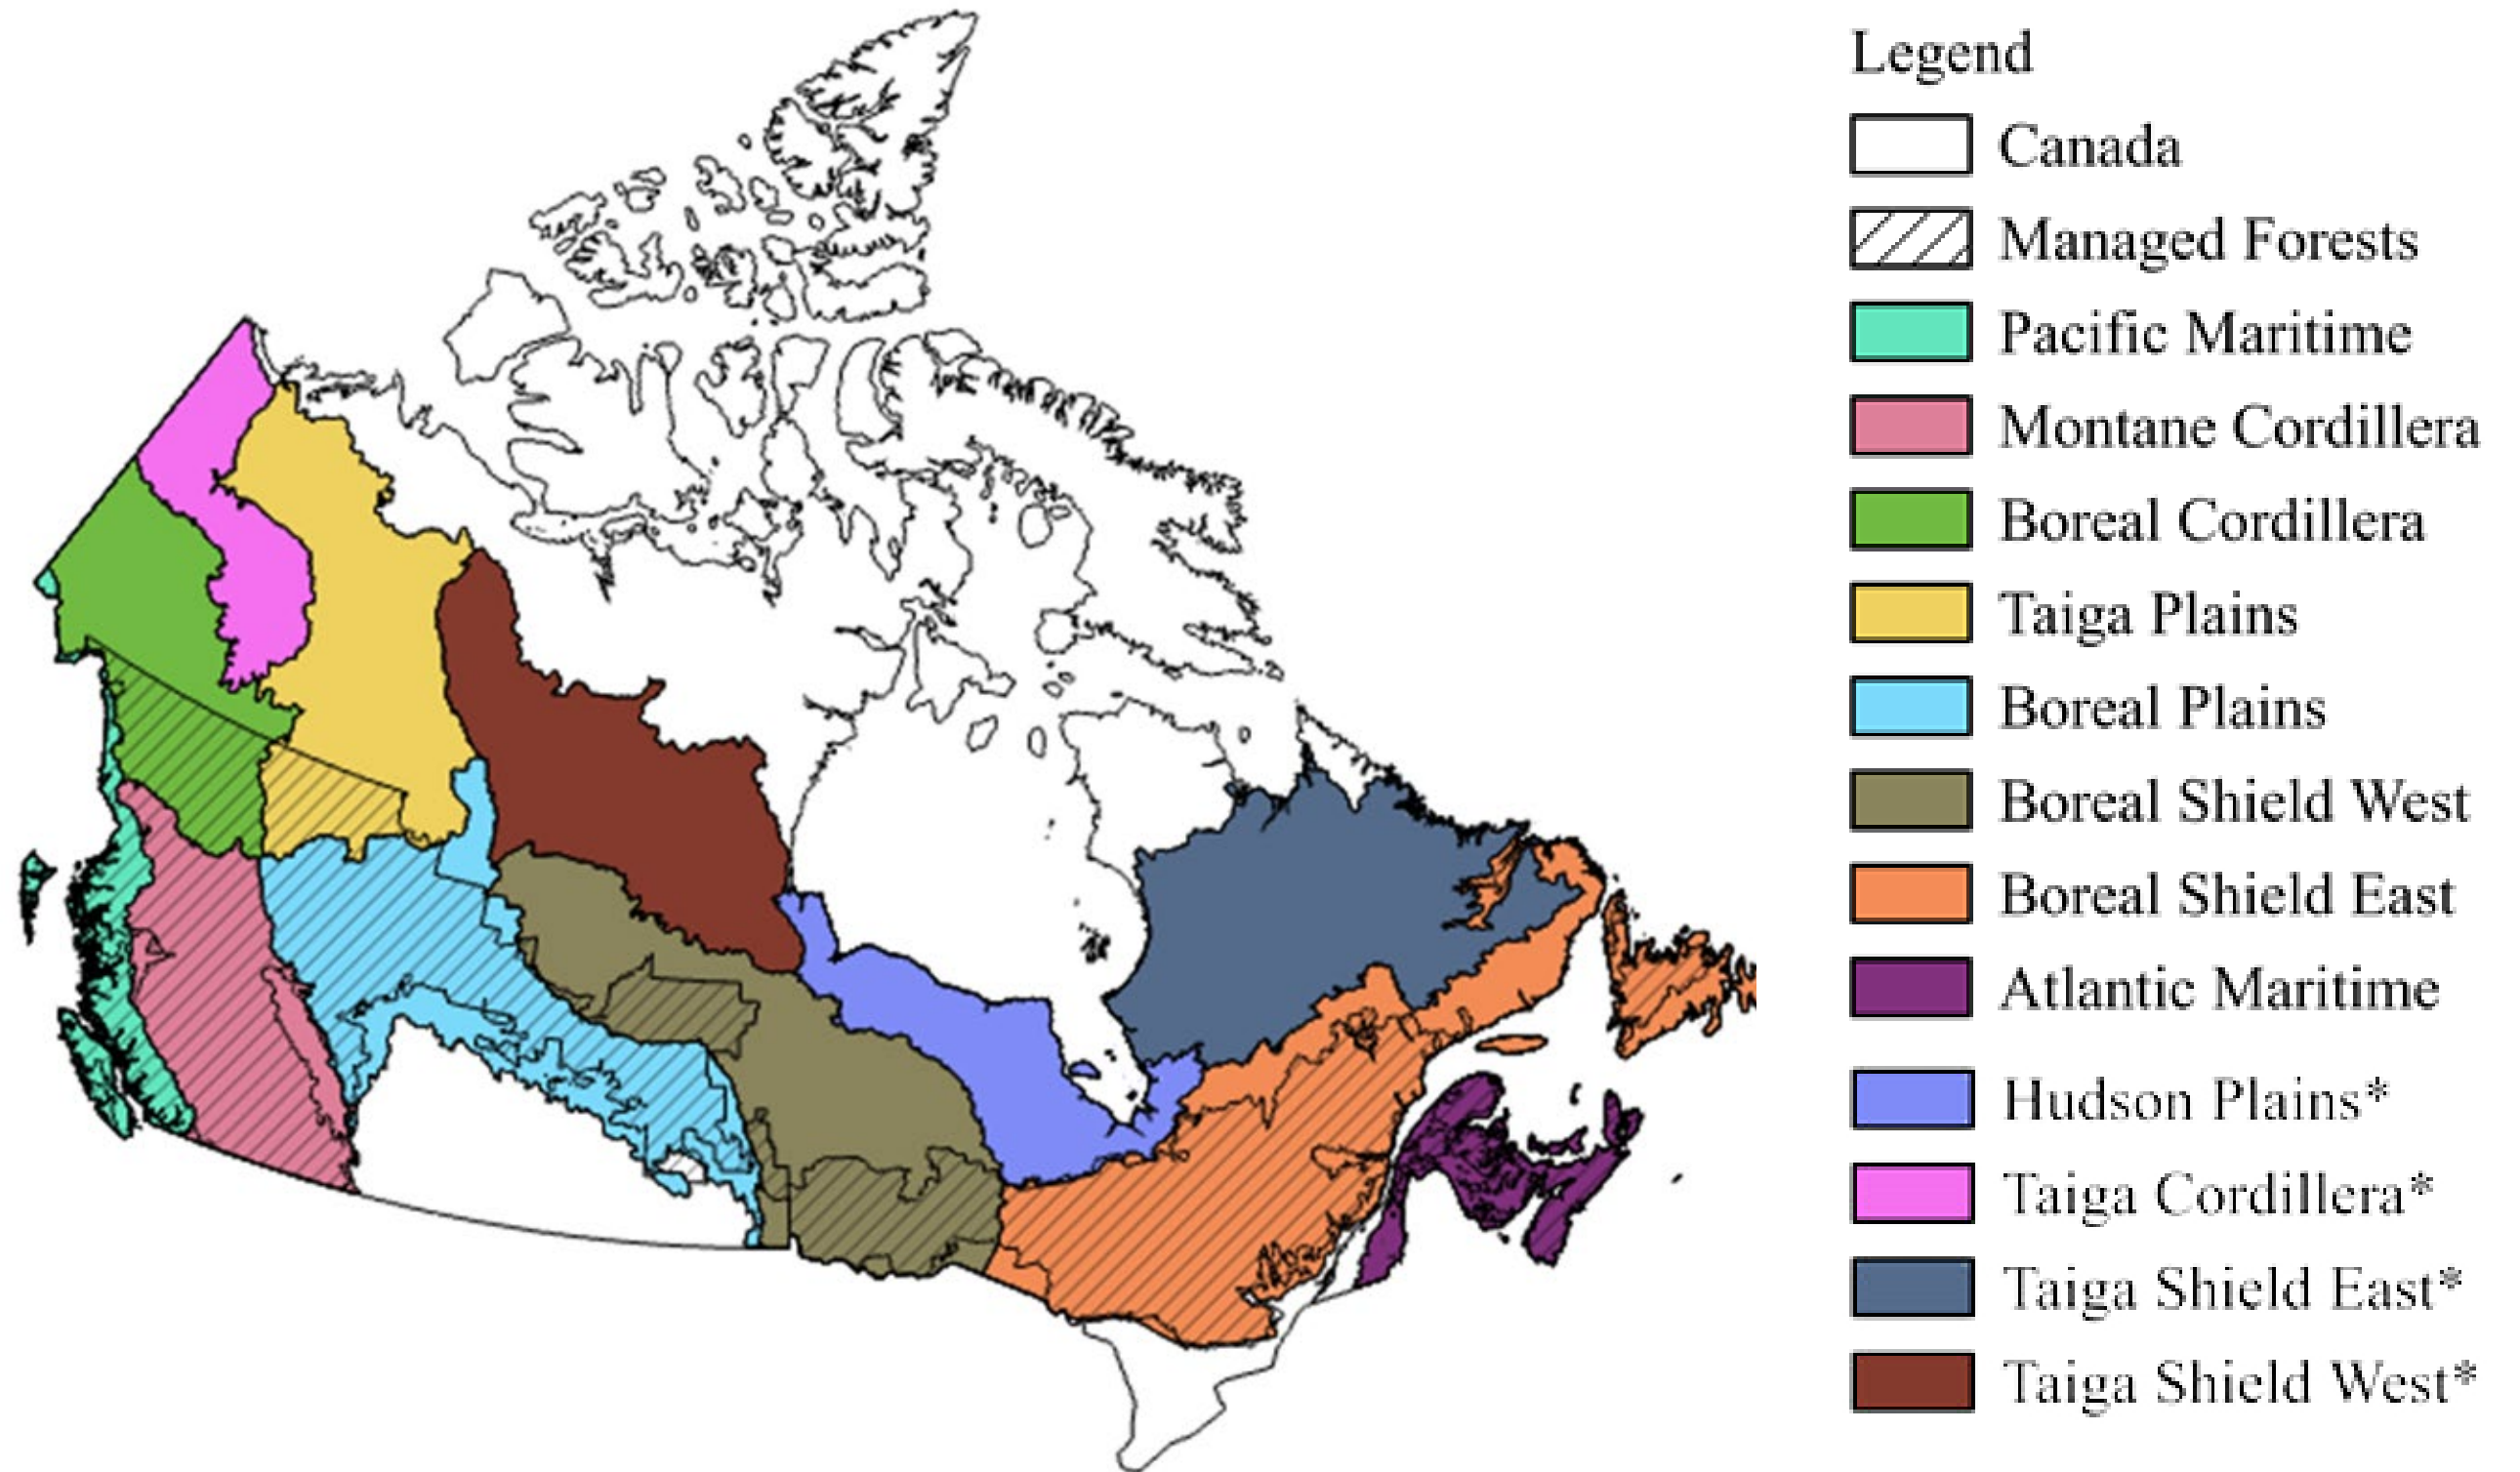 Legend
Canada
Managed Forests
Pacific Maritime
Montane Cordillera
Boreal Cordillera
Taiga Plains
Boreal Plains
Boreal Shield West
Boreal Shield East
Atlantic Maritime
Hudson Plains*
Taiga Cordillera*
Taiga Shield East*
Taiga Shield West*